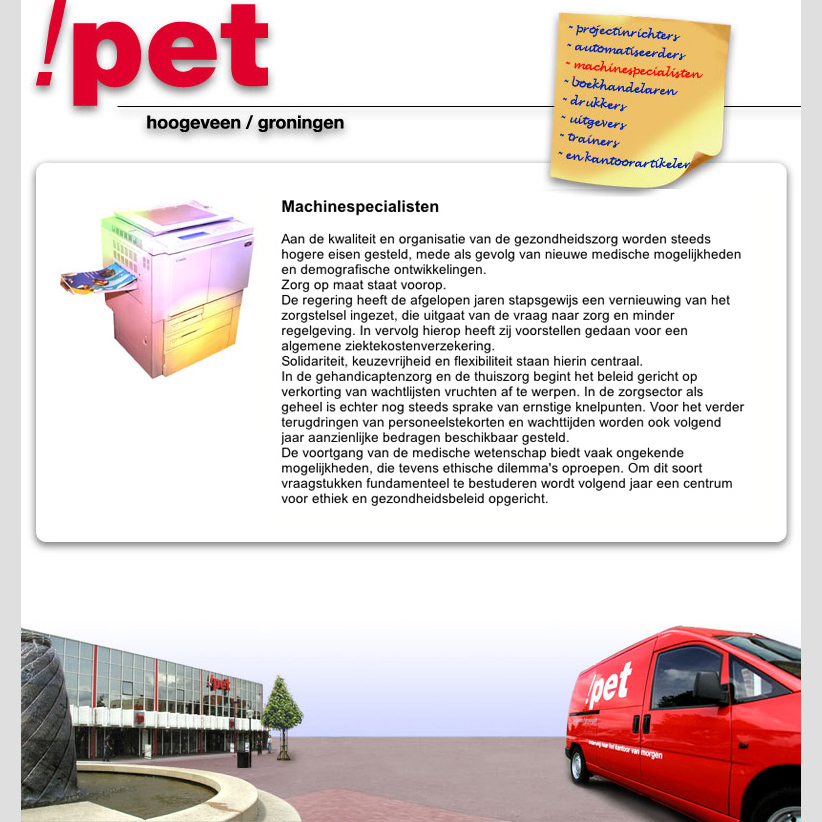 !pet
hoogeveen / groningen
~ projectinrichters
~ automatiseerders
~ machinespecialisten
~ boekhandelaren
~ drukkers
~ uitgevers
~ trainers
~ en kantoorartikelen
Machinespecialisten
Aan de kwaliteit en organisatie van de gezondheidszorg worden steeds
hogere eisen gesteld, mede als gevolg van nieuwe medische mogelijkheden
en demografische ontwikkelingen.
Zorg op maat staat voorop.
De regering heeft de afgelopen jaren stapsgewijs een vernieuwing van het
zorgstelsel ingezet, die uitgaat van de vraag naar zorg en minder
regelgeving. In vervolg hierop heeft zij voorstellen gedaan voor een
algemene ziektekostenverzekering.
Solidariteit, keuzevrijheid en flexibiliteit staan hierin centraal.
In de gehandicaptenzorg en de thuiszorg begint het beleid gericht op
verkorting van wachtlijsten vruchten af te werpen. In de zorgsector als
geheel is echter nog steeds sprake van ernstige knelpunten. Voor het verder
terugdringen van personeelstekorten en wachttijden worden ook volgend
jaar aanzienlijke bedragen beschikbaar gesteld.
De voortgang van de medische wetenschap biedt vaak ongekende
mogelijkheden, die tevens ethische dilemma's oproepen. Om dit soort
vraagstukken fundamenteel te bestuderen wordt volgend jaar een centrum
voor ethiek en gezondheidsbeleid opgericht.
!pet
!pet
onderweg naar het kantoor van morgen